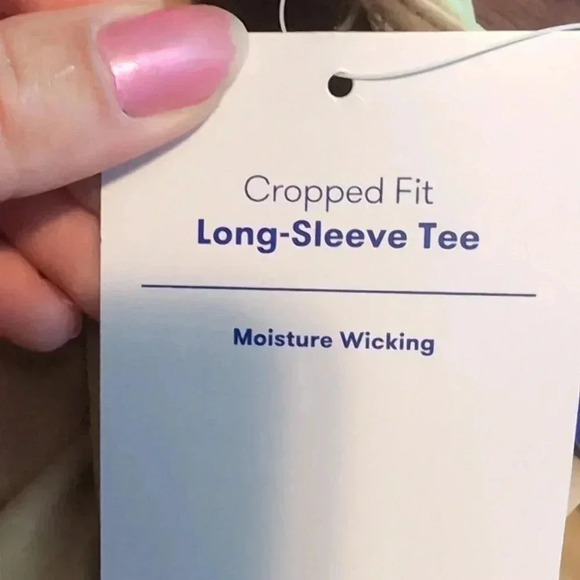 Cropped Fit
Long-Sleeve Tee
Moisture Wicking